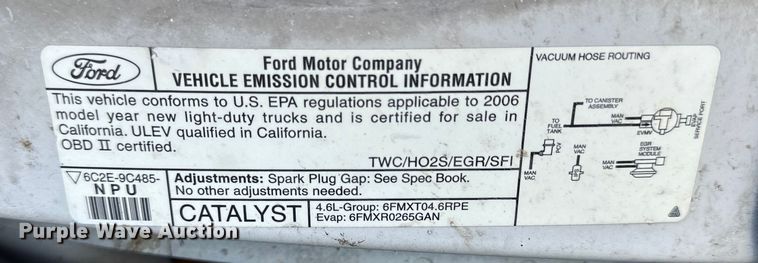 Ford
Ford Motor Company
VEHICLE EMISSION CONTROL INFORMATION
This vehicle conforms to U.S. EPA regulations applicable to 2006
model year new light-duty trucks and is certified for sale in
California. ULEV qualified in California.
OBD II certified.
TWC/HO2S/EGR/SFI
6C2E-9C485-
NPU
Adjustments: Spark Plug Gap: See Spec Book.
No other adjustments needed.
CATALYST
4.6L-Group: 6FMXT04.6RPE
Evap: 6FMXR0265GAN
VACUUM HOSE ROUTING
TO CANISTER
ASSEMBLY
MAN
VAC
TO
FUEL
TANK
EVMV
EVAP
SERVICE PORT
PCV
MAN
VAC
EGR
SYSTEM
MODULE
MAN
VAC
Purple Wave Auction